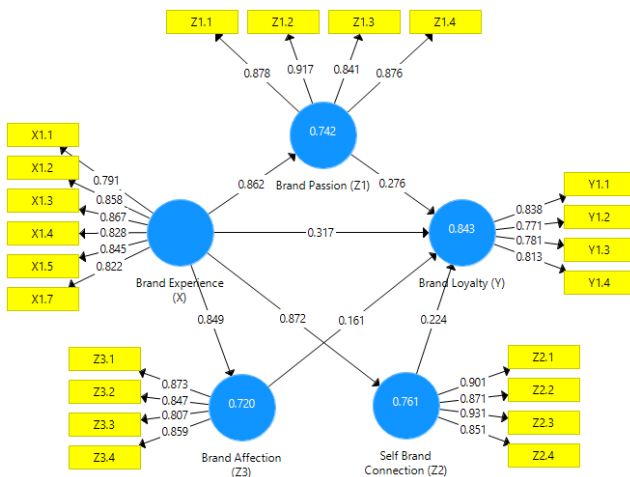 Z1.1
Z1.2
Z1.3
Z1.4
0.878
0.917
0.841
0.876
0.742
Brand Passion (Z1)
X1.1
X1.2
X1.3
X1.4
X1.5
X1.7
0.791
0.858
0.867
0.828
0.845
0.822
Brand Experience
(X)
0.862
0.276
0.317
0.849
0.872
0.161
0.224
0.843
Brand Loyalty (Y)
0.838
0.771
0.781
0.813
Y1.1
Y1.2
Y1.3
Y1.4
Z3.1
Z3.2
Z3.3
Z3.4
0.873
0.847
0.807
0.859
0.720
Brand Affection
(Z3)
0.761
Self Brand
Connection (Z2)
0.901
0.871
0.931
0.851
Z2.1
Z2.2
Z2.3
Z2.4